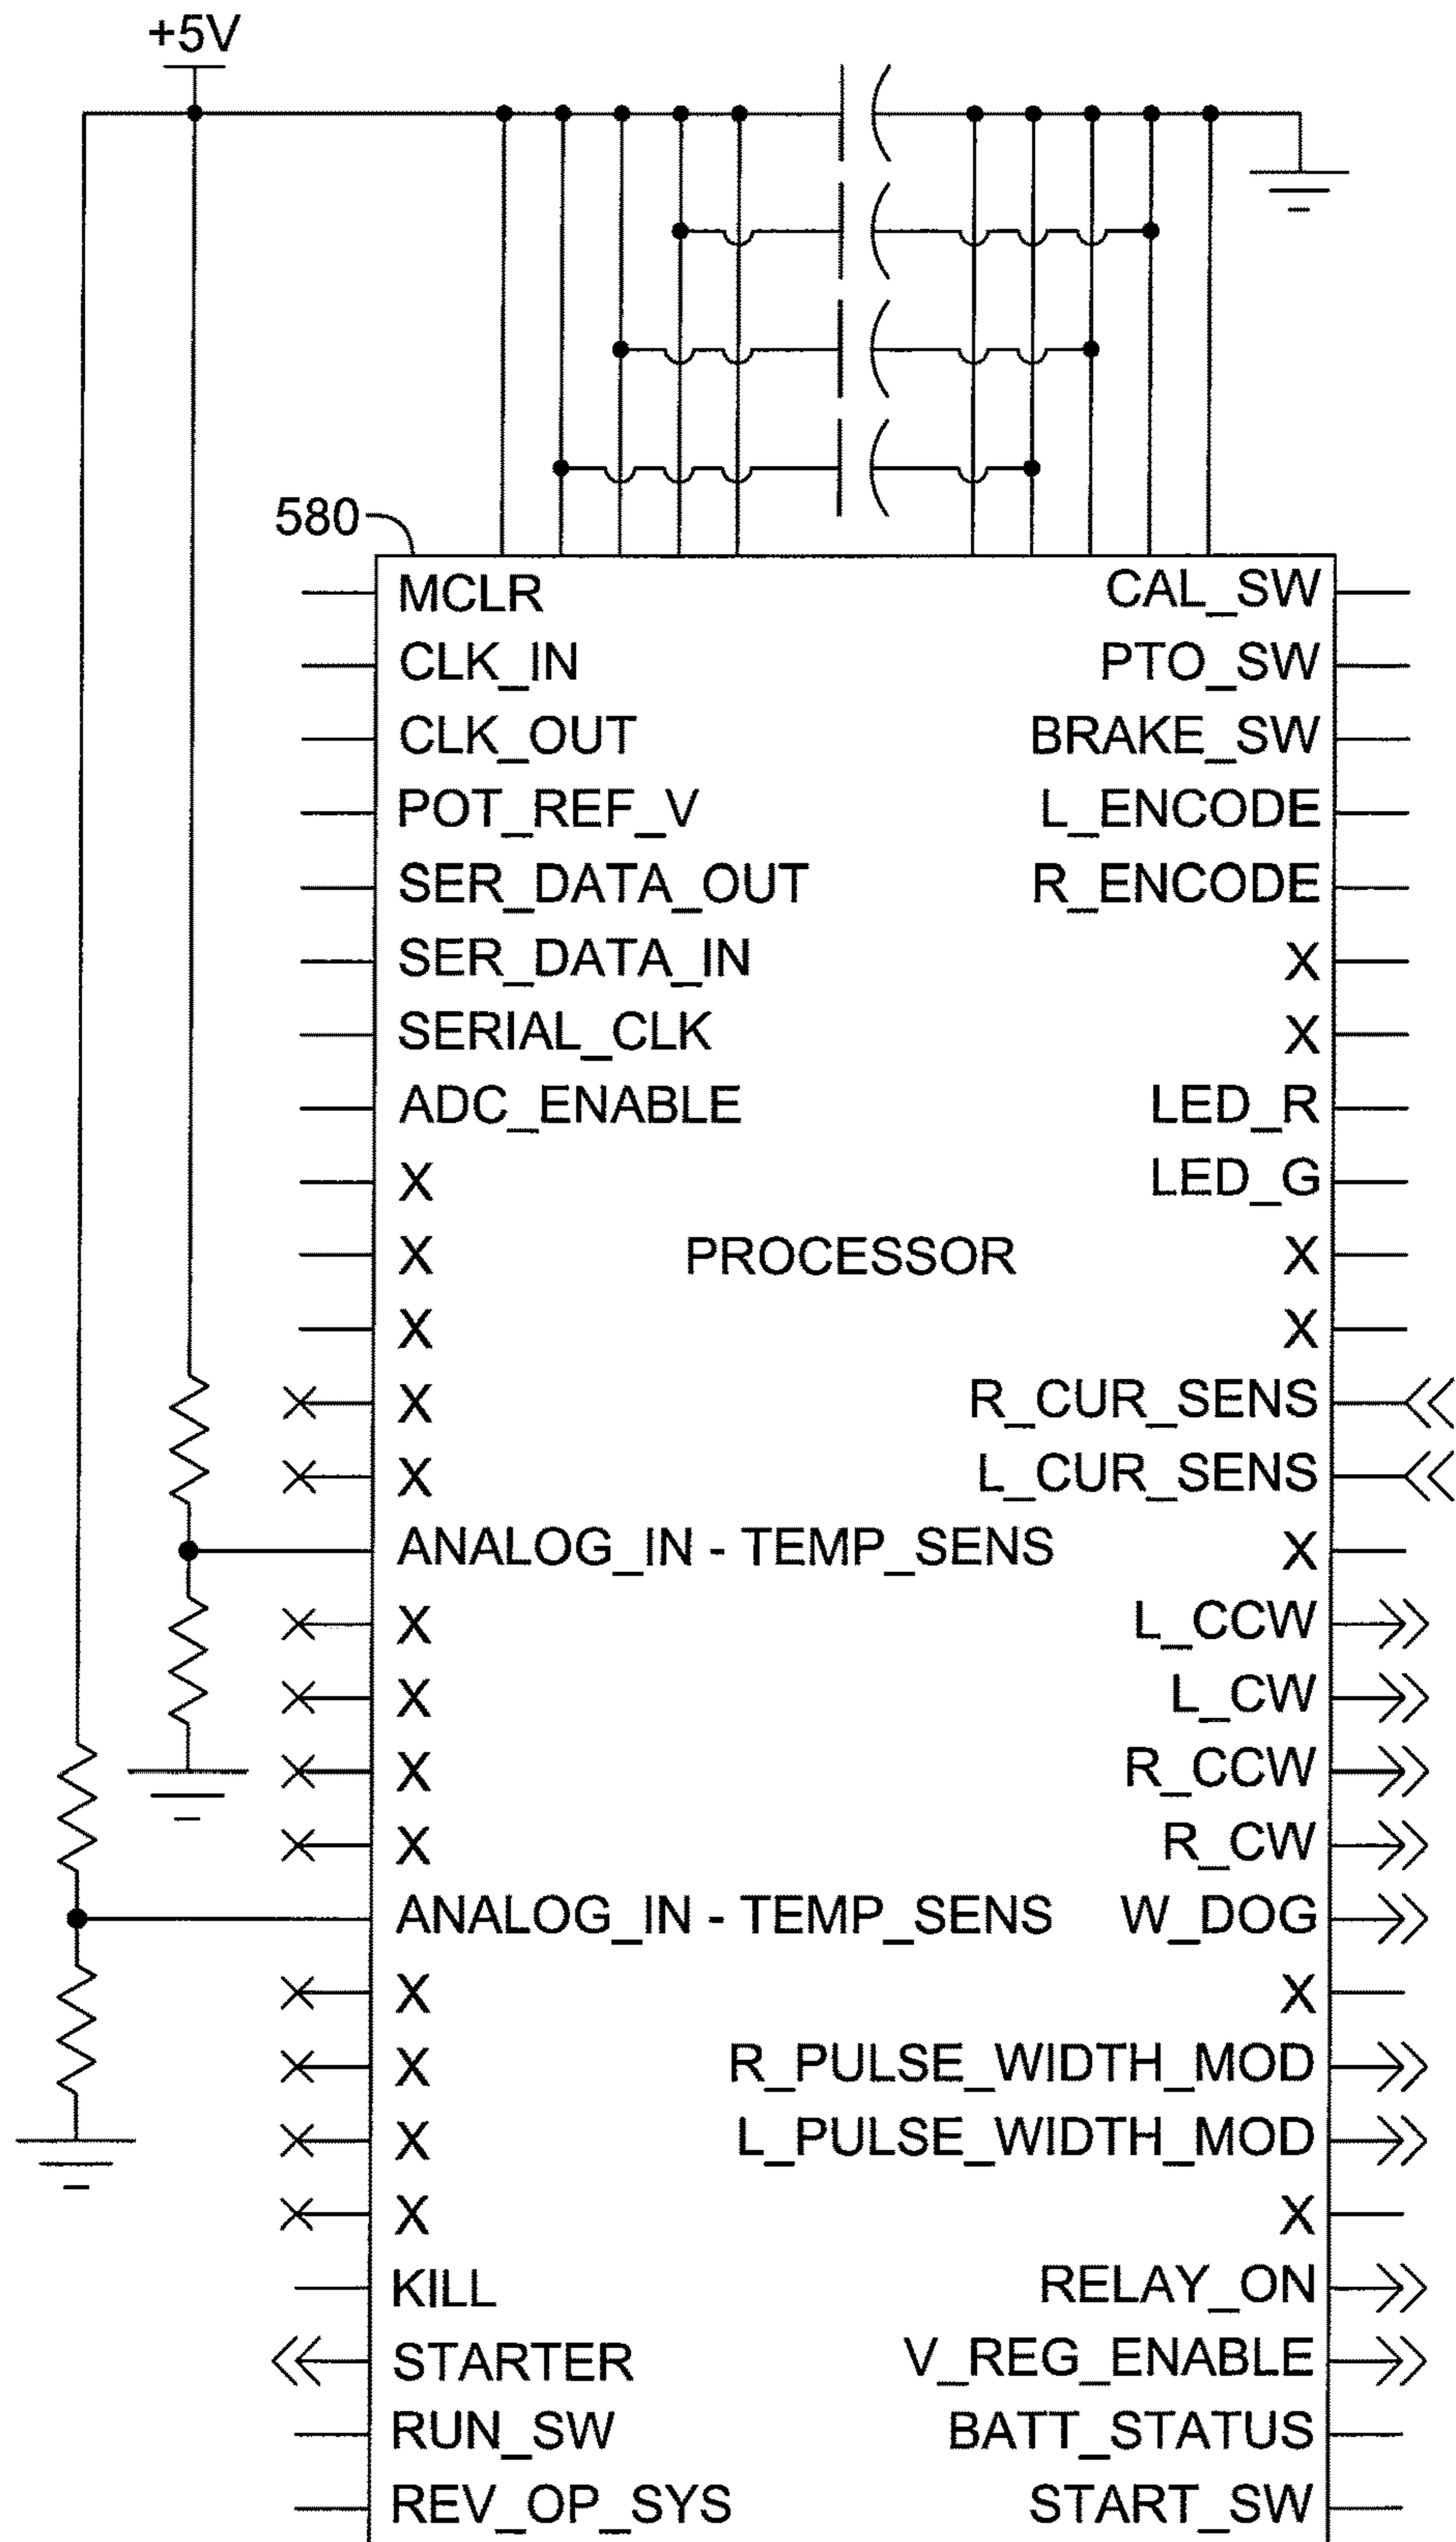 +5V
580
MCLR CAL_SW
CLK_IN PTO_SW
CLK_OUT BRAKE_SW
POT_REF_V L_ENCODE
SER_DATA_OUT R_ENCODE
SER_DATA_IN X
SERIAL_CLK X
ADC_ENABLE LED_R
X LED_G
X PROCESSOR X
X X
X R_CUR_SENS
X L_CUR_SENS
ANALOG_IN - TEMP_SENS X
X L_CCW
X L_CW
X R_CCW
X R_CW
ANALOG_IN - TEMP_SENS W_DOG
X X
X R_PULSE_WIDTH_MOD
X L_PULSE_WIDTH_MOD
X X
KILL RELAY_ON
STARTER V_REG_ENABLE
RUN_SW BATT_STATUS
REV_OP_SYS START_SW